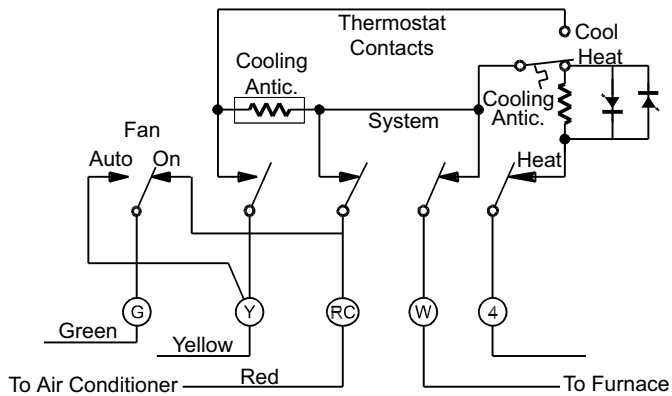 Thermostat
Contacts
Cool
Heat
Cooling
Antic.
Cooling
Antic.
System
Fan
Auto On
Heat
G
Y
RC
W
4
Green
Yellow
To Air Conditioner
Red
To Furnace